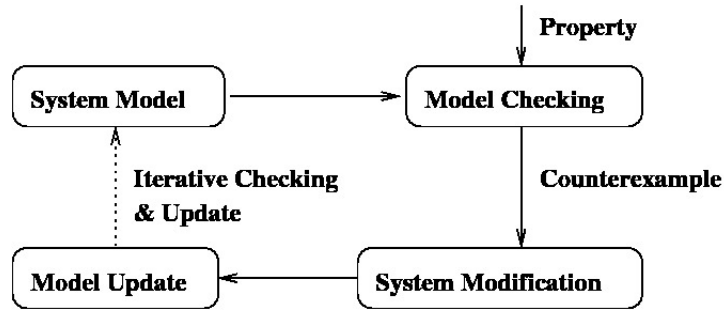 Property
System Model
Model Checking
Iterative Checking
& Update
Counterexample
Model Update
System Modification